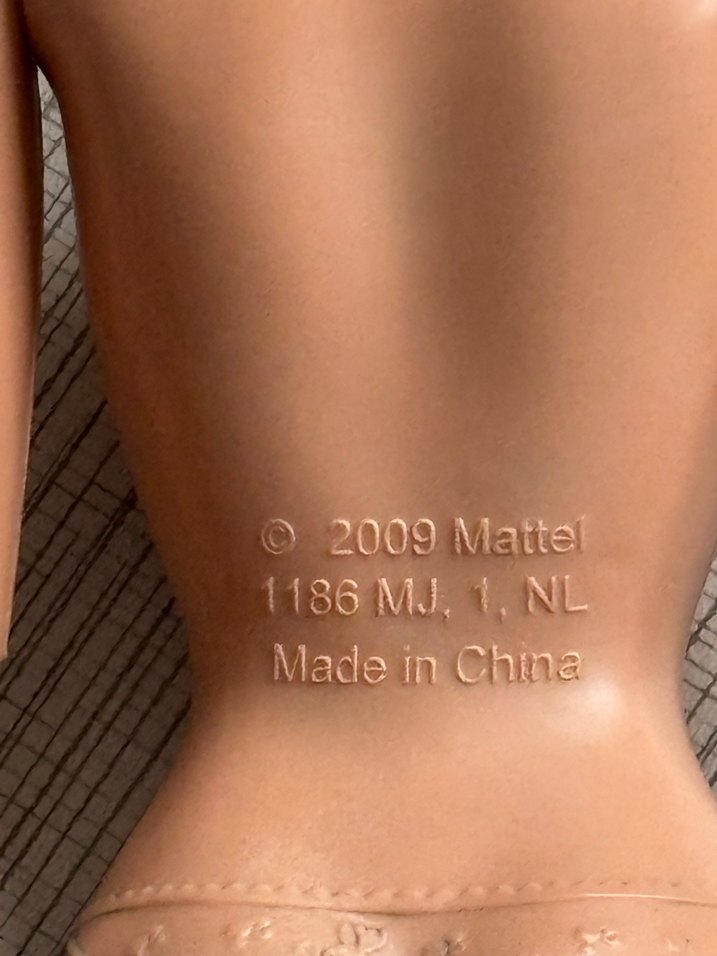 © 2009 Mattel
1186 MJ, 1, NL
Made in China